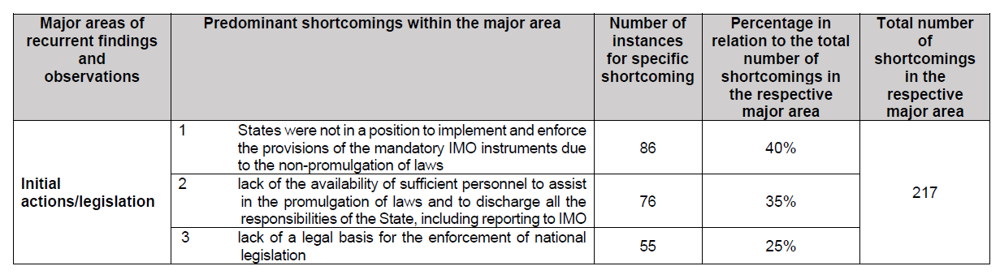 Major areas of
recurrent findings
and
observations
Predominant shortcomings within the major area
Number of
instances
for specific
shortcoming
Percentage in
relation to the total
number of
shortcomings in
the respective
major area
Total number
of
shortcomings
in the
respective
major area
Initial
actions/legislation
1 States were not in a position to implement and enforce
the provisions of the mandatory IMO instruments due
to the non-promulgation of laws
86
40%
2 lack of the availability of sufficient personnel to assist
in the promulgation of laws and to discharge all the
responsibilities of the State, including reporting to IMO
76
35%
3 lack of a legal basis for the enforcement of national
legislation
55
25%
217